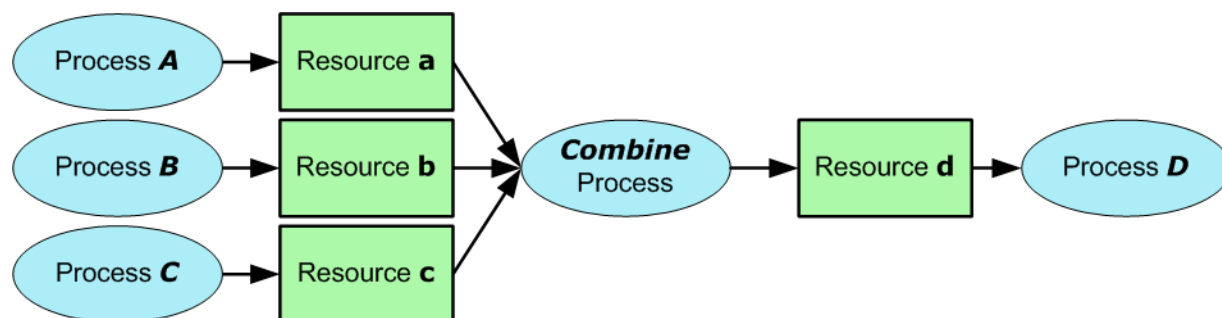 Process A
Resource a
Process B
Resource b
Combine
Process
Resource d
Process D
Process C
Resource c